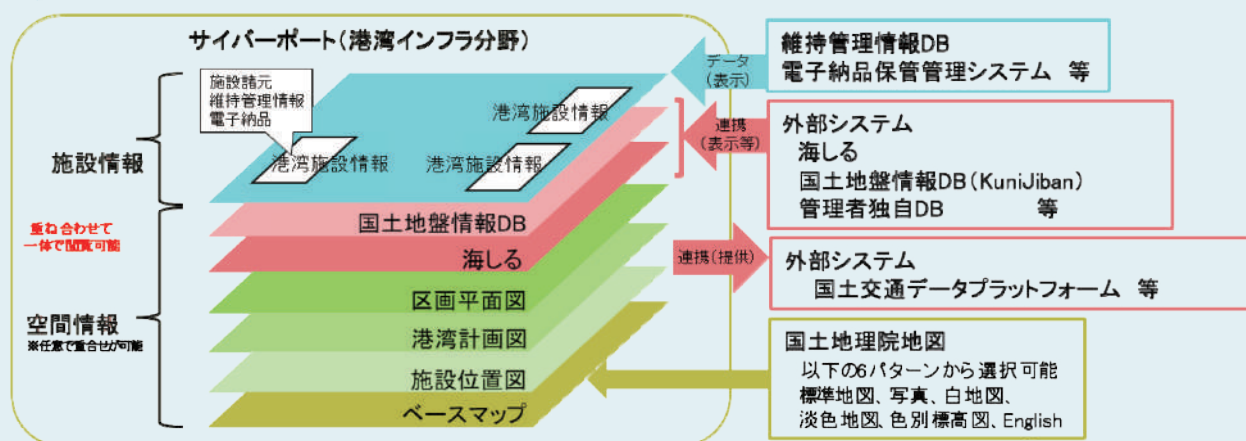 サイバーポート(港湾インフラ分野)
施設諸元
維持管理情報
電子納品
港湾施設情報
港湾施設情報
港湾施設情報
施設情報
重ね合わせて
一体で閲覧可能
空間情報
※任意で重合せが可能
国土地盤情報DB
海しる
区画平面図
港湾計画図
施設位置図
ベースマップ
データ
(表示)
維持管理情報DB
電子納品保管管理システム 等
連携
(表示等)
外部システム
海しる
国土地盤情報DB(KuniJiban)
管理者独自DB 等
連携(提供)
外部システム
国土交通データプラットフォーム 等
国土地理院地図
以下の6パターンから選択可能
標準地図、写真、白地図、
淡色地図、色別標高図、English